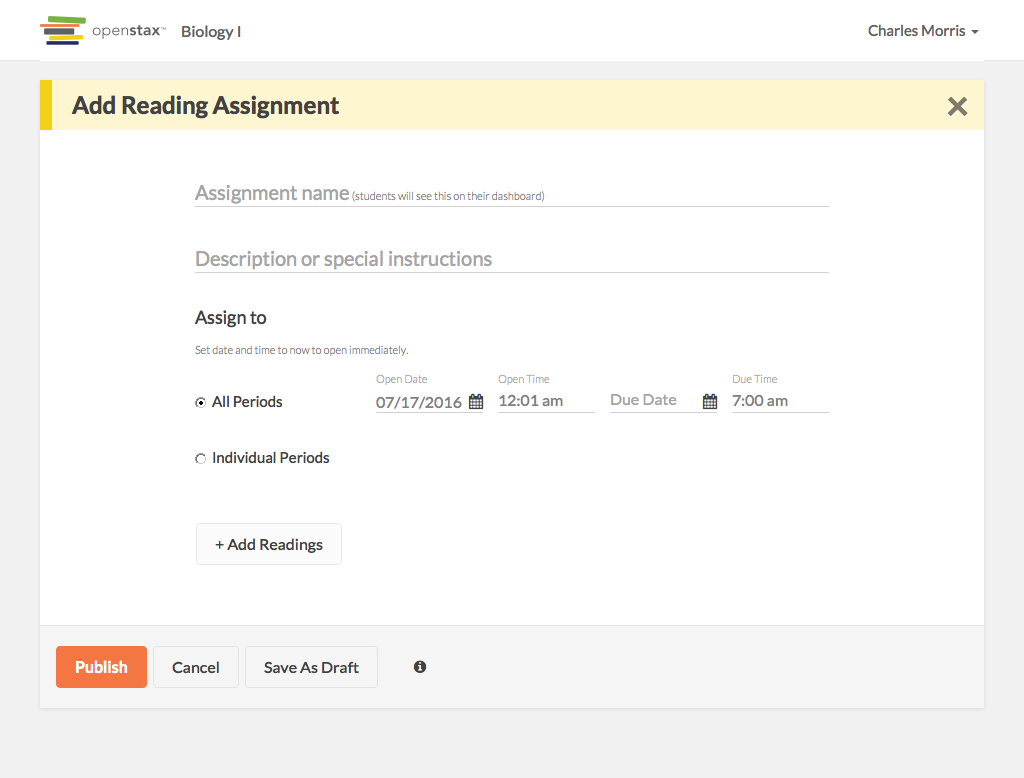 openstax™ Biology I Charles Morris
Add Reading Assignment
Assignment name (students will see this on their dashboard)
Description or special instructions
Assign to
Set date and time to now to open immediately.
Open Date Open Time Due Time
All Periods 07/17/2016 12:01 am Due Date 7:00 am
Individual Periods
+ Add Readings
Publish Cancel Save As Draft